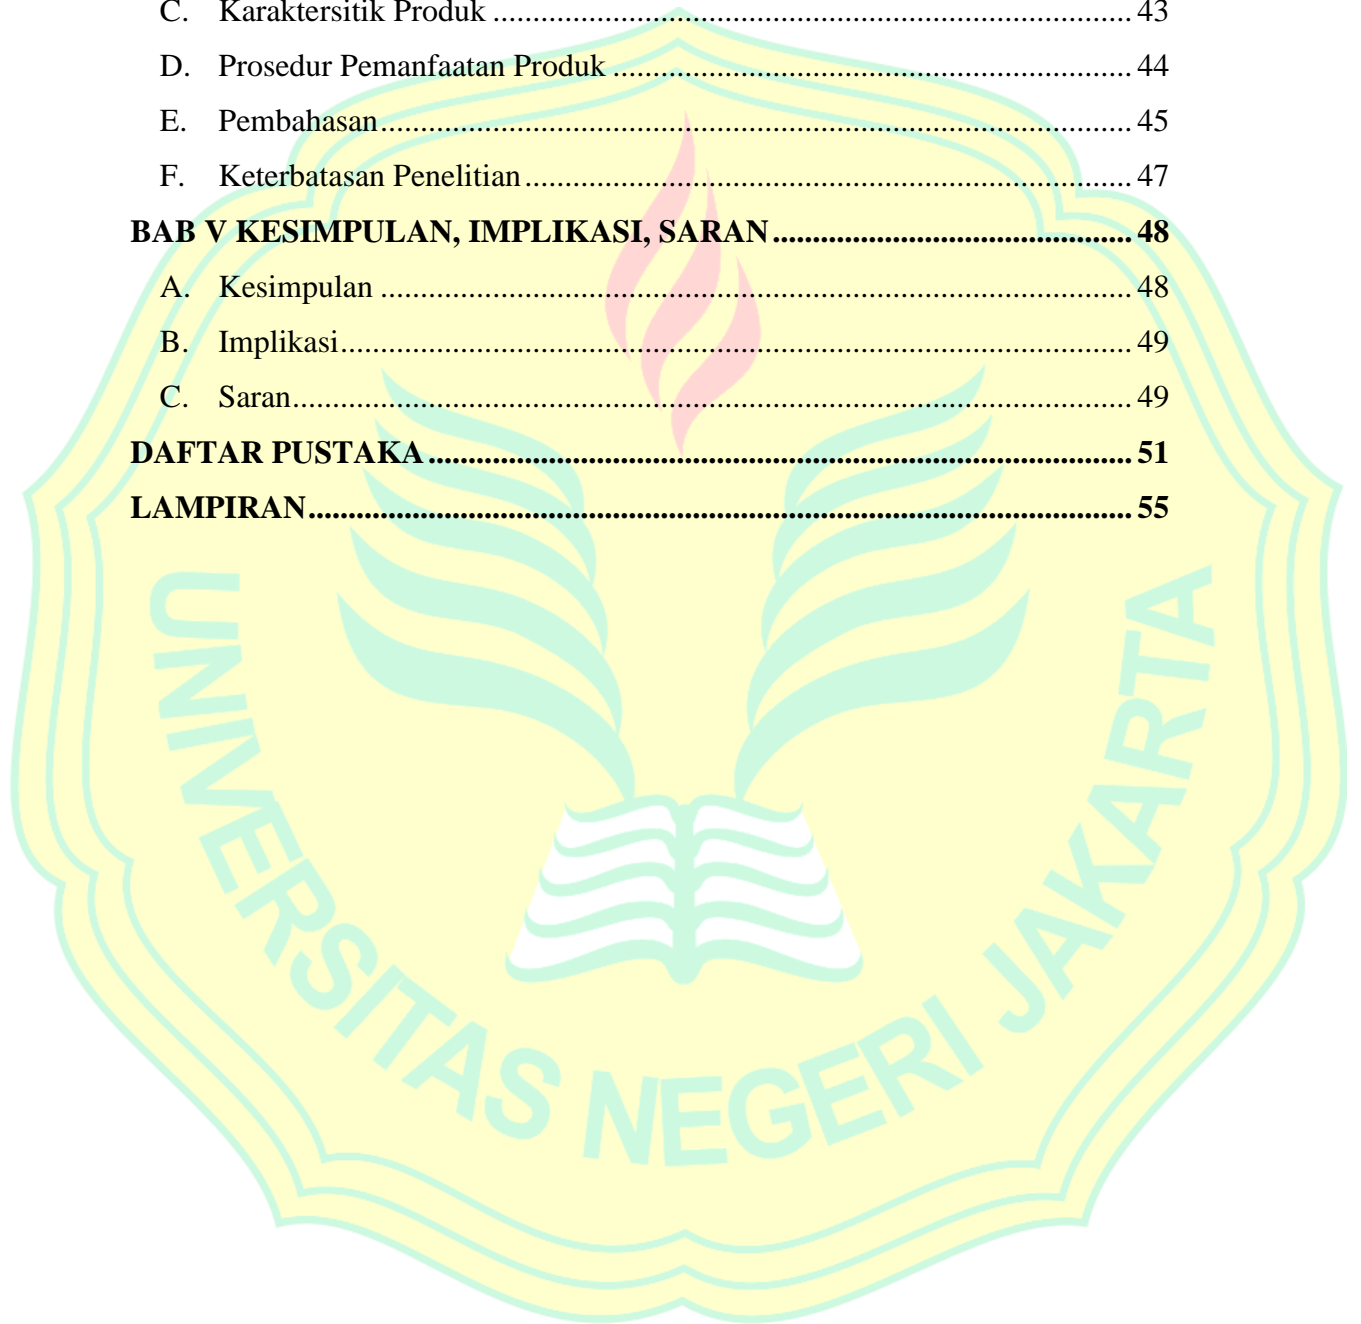 C. Karaktersitik Produk ................................................................................ 43
D. Prosedur Pemanfaatan Produk ................................................................. 44
E. Pembahasan.............................................................................................. 45
F. Keterbatasan Penelitian............................................................................ 47
BAB V KESIMPULAN, IMPLIKASI, SARAN............................................. 48
A. Kesimpulan .............................................................................................. 48
B. Implikasi................................................................................................... 49
C. Saran......................................................................................................... 49
DAFTAR PUSTAKA........................................................................................ 51
LAMPIRAN....................................................................................................... 55
UNIVERSITAS NEGERI JAKARTA